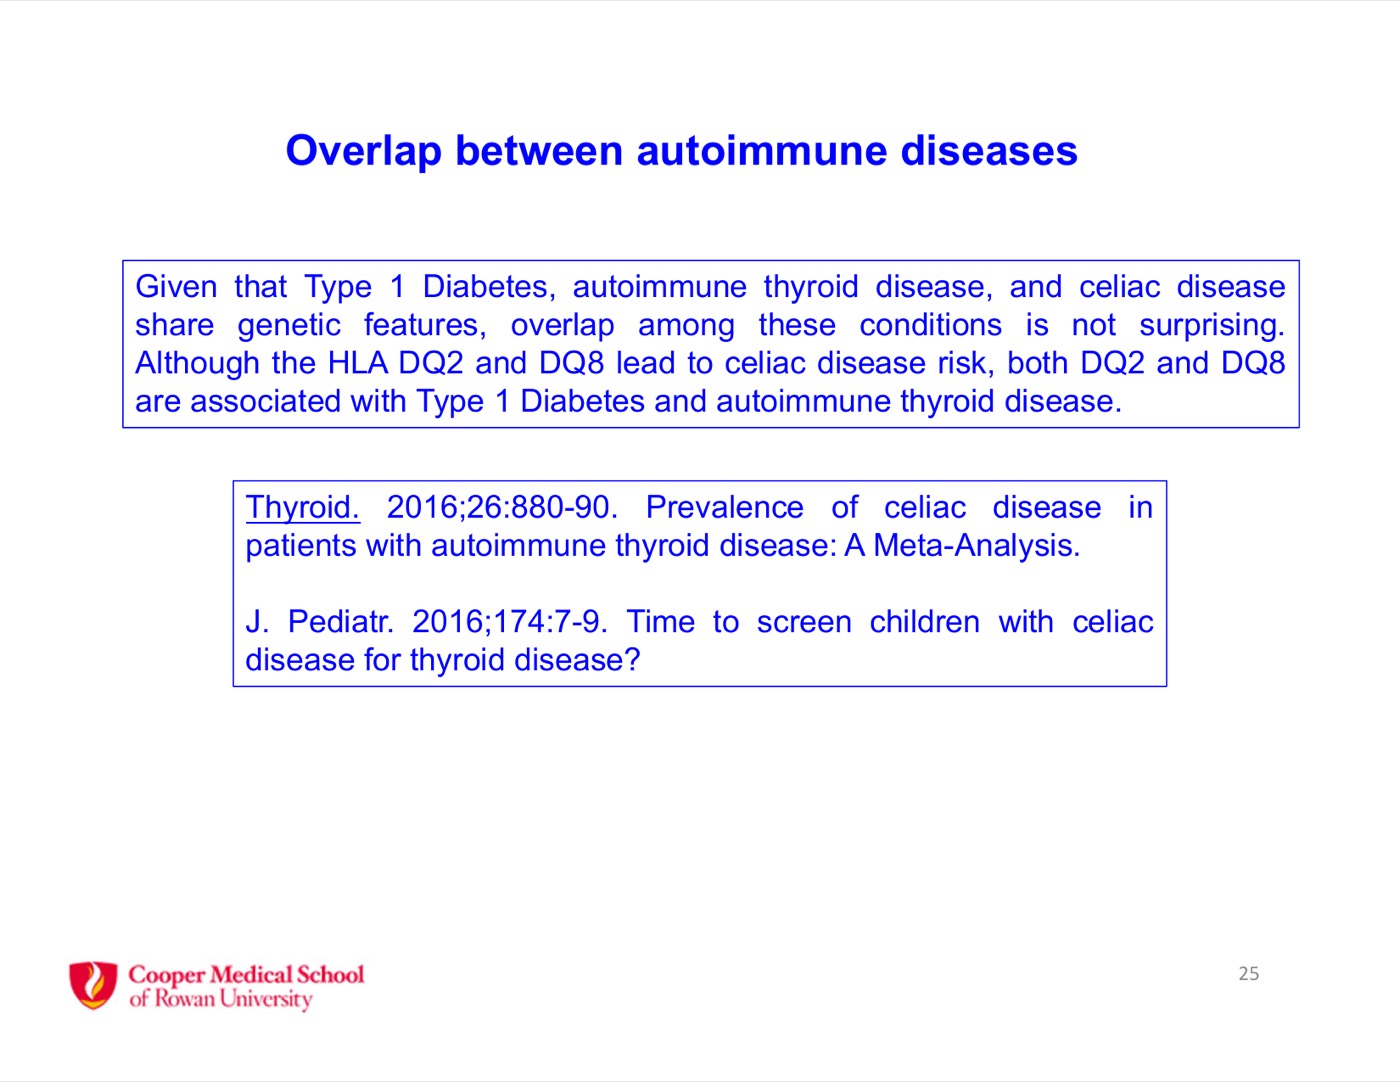 Overlap between autoimmune diseases
Given that Type 1 Diabetes, autoimmune thyroid disease, and celiac disease
share genetic features, overlap among these conditions is not surprising.
Although the HLA DQ2 and DQ8 lead to celiac disease risk, both DQ2 and DQ8
are associated with Type 1 Diabetes and autoimmune thyroid disease.
Thyroid. 2016;26:880-90. Prevalence of celiac disease in
patients with autoimmune thyroid disease: A Meta-Analysis.
J. Pediatr. 2016;174:7-9. Time to screen children with celiac
disease for thyroid disease?
Cooper Medical School
of Rowan University
25